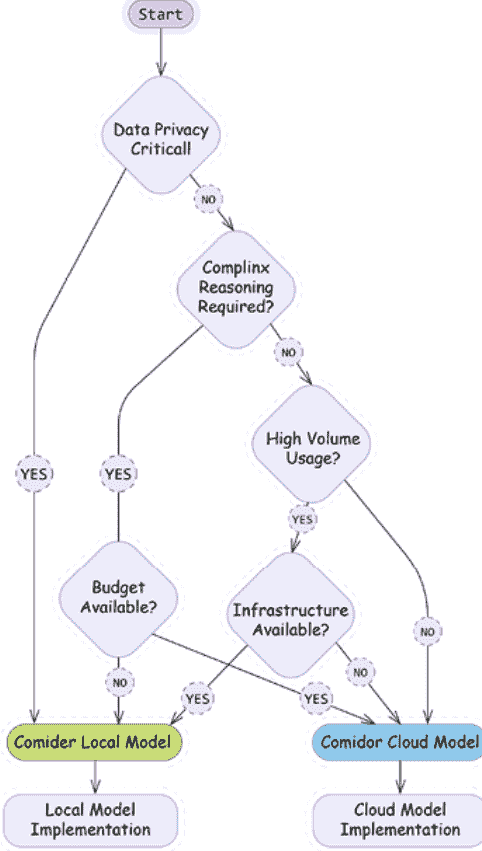 Start
Data Privacy
Criticall
NO
Complinx
Reasoning
Required?
NO
High Volume
Usage?
YES
YES
YES
Budget
Available?
Infrastructure
Available?
NO
NO
NO
YES
YES
Comider Local Model
Comidor Cloud Model
Local Model
Implementation
Cloud Model
Implementation